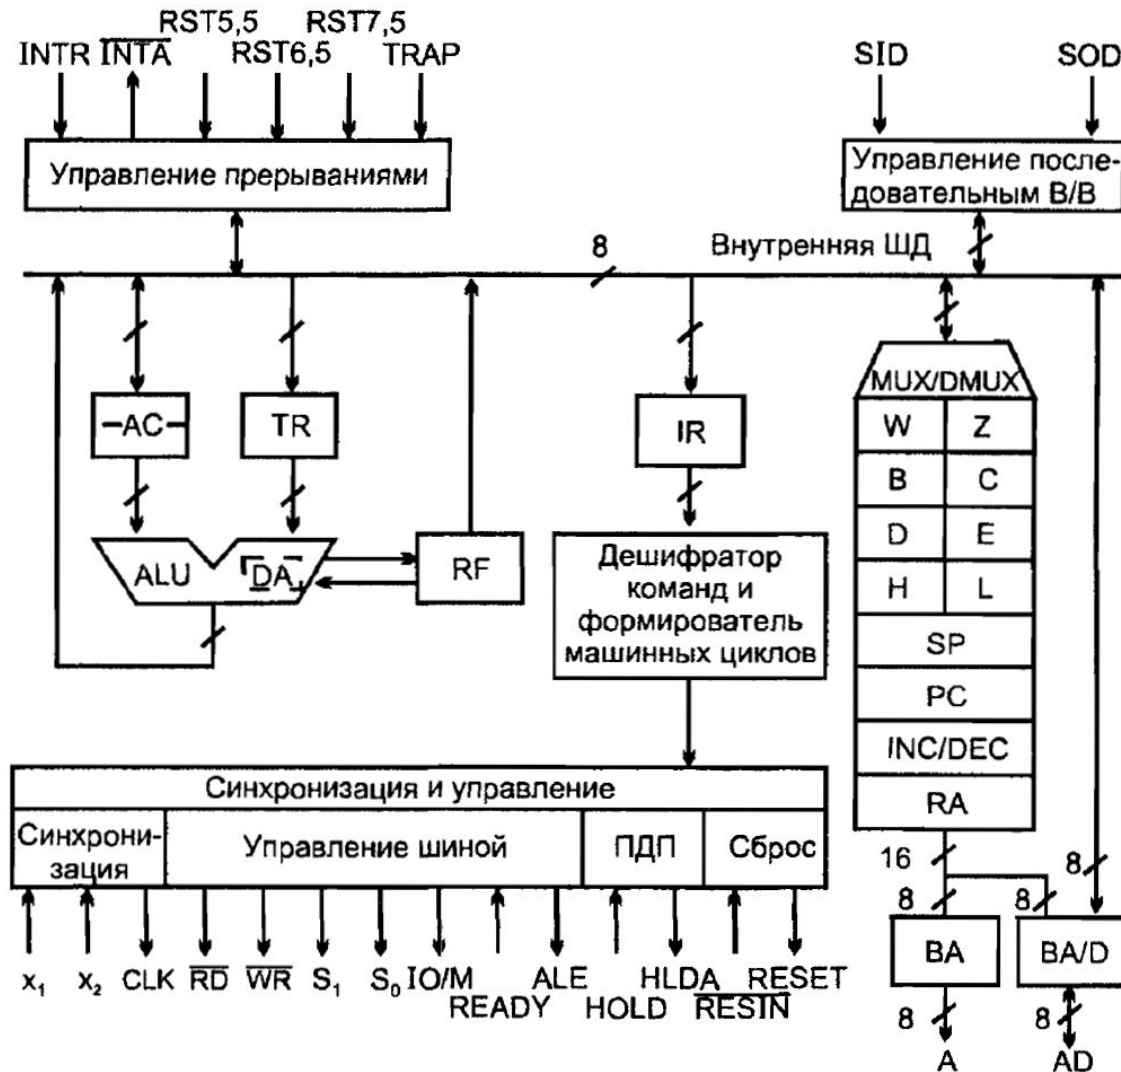 RST5,5 RST7,5
INTR INTA RST6,5 TRAP
SID SOD
Управление прерываниями
Управление после-
довательным В/В
8 Внутренняя ШД
AC TR IR
MUX/DMUX
W Z
B C
D E
H L
SP
PC
INC/DEC
RA
ALU DA RF
Дешифратор
команд и
формирователь
машинных циклов
Синхронизация и управление
Синхрони-
зация
Управление шиной
ПДП
Сброс
16
8 8 8
BA BA/D
8 8
A AD
x₁ x₂ CLK RD WR S₁ S₀ IO/M ALE HLDA RESET
READY HOLD RESIN